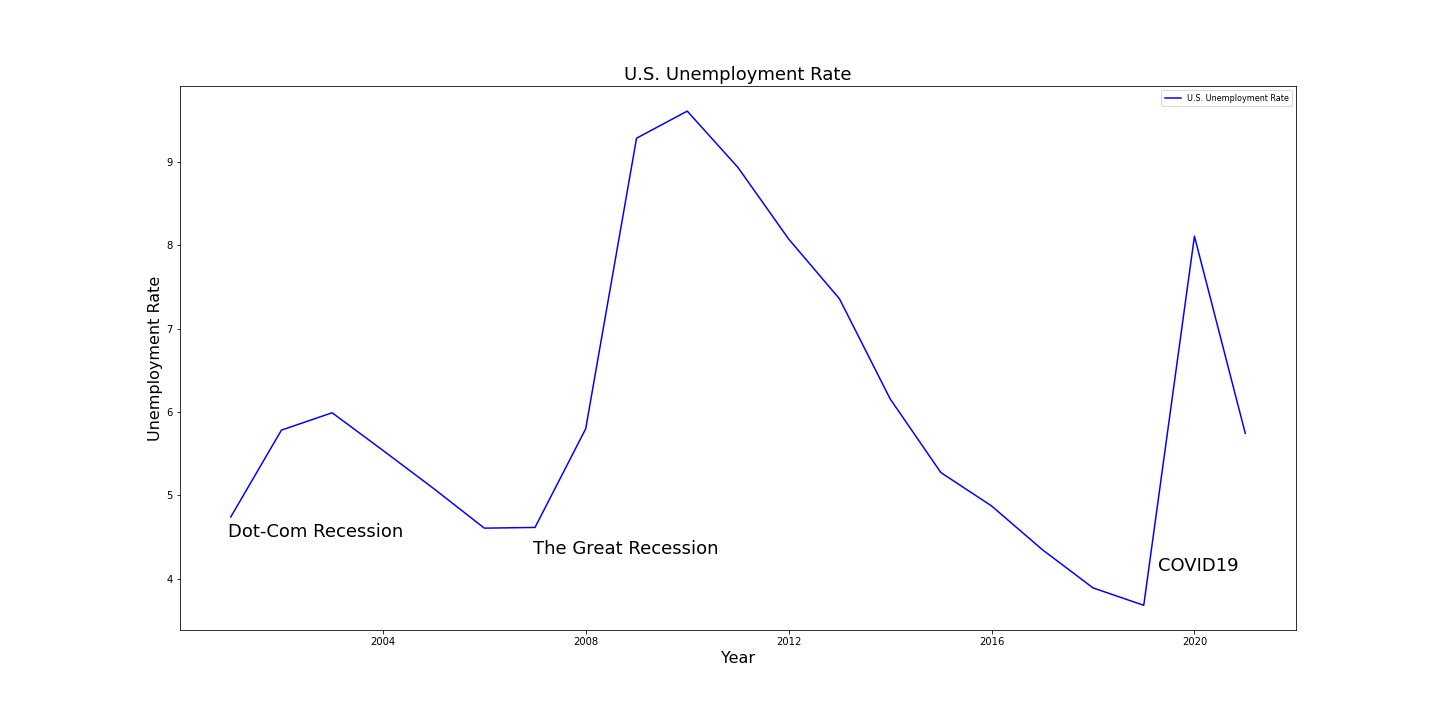 U.S. Unemployment Rate
U.S. Unemployment Rate
Unemployment Rate
9
8
7
6
5
4
Dot-Com Recession
The Great Recession
COVID19
2004 2008 2012 2016 2020
Year